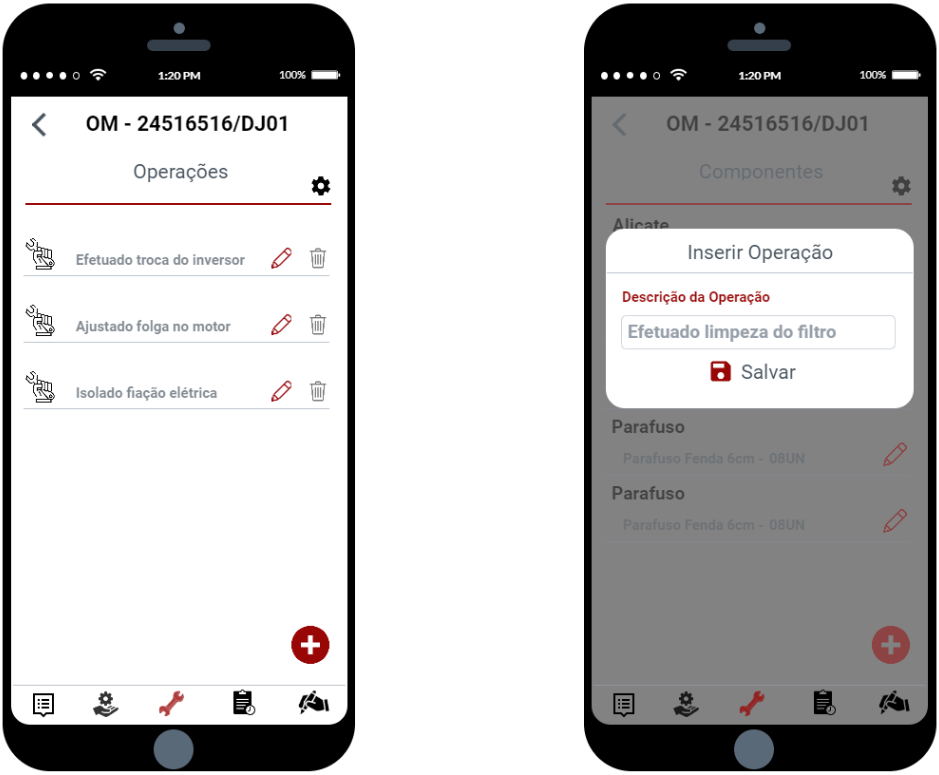 1:20 PM
100%
OM - 24516516/DJ01
Operações
Efetuado troca do inversor
Ajustado folga no motor
Isolado fiação elétrica
1:20 PM
100%
OM - 24516516/DJ01
Componentes
Alicate
Inserir Operação
Descrição da Operação
Efetuado limpeza do filtro
Salvar
Parafuso
Parafuso Fenda 6cm - 08UN
Parafuso
Parafuso Fenda 6cm - 08UN